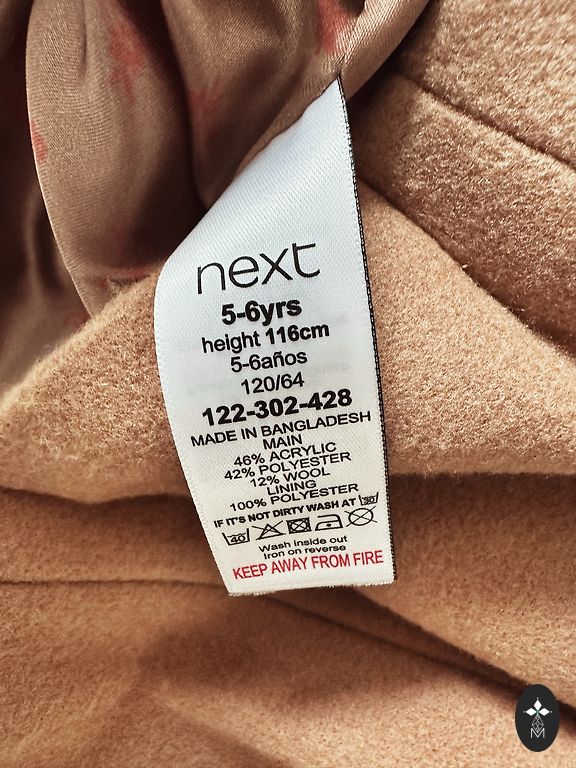 next
5-6yrs
height 116cm
5-6años
120/64
122-302-428
MADE IN BANGLADESH
MAIN
46% ACRYLIC
42% POLYESTER
12% WOOL
LINING
100% POLYESTER
IF IT'S NOT DIRTY WASH AT 30
40
Wash inside out
Iron on reverse
KEEP AWAY FROM FIRE
M